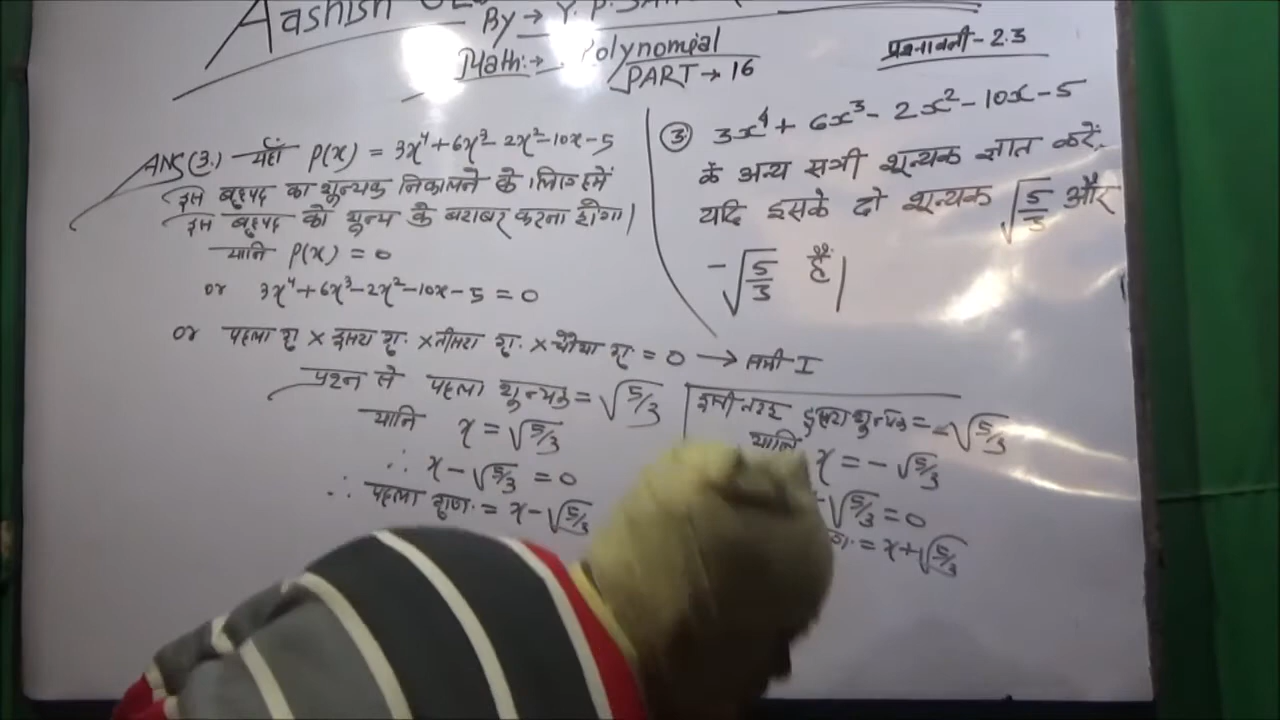 Aashish
By → Y. P.
Math:→ Polynomial
PART → 16
प्रश्नावली - 2.3
③ 3x⁴ + 6x³ - 2x² - 10x - 5
के अन्य सभी शून्यक ज्ञात करें,
यदि इसके दो शून्यक √5/3 और
-√5/3 हैं|
ANS (3.) यहाँ P(x) = 3x⁴ + 6x³ - 2x² - 10x - 5
इस बहुपद का शून्यक निकालने के लिए हमें
इस बहुपद को शून्य के बराबर करना होगा|
यानि P(x) = 0
or 3x⁴ + 6x³ - 2x² - 10x - 5 = 0
or पहला गु × दूसरा गु. × तीसरा गु. × चौथा गु. = 0 → समी I
प्रश्न से पहला शून्यक = √5/3
यानि x = √5/3
∴ x - √5/3 = 0
∴ पहला गुण. = x - √5/3
इसी तरह दूसरा शून्यक = -√5/3
यानि x = -√5/3
√5/3 = 0
= x + √5/3